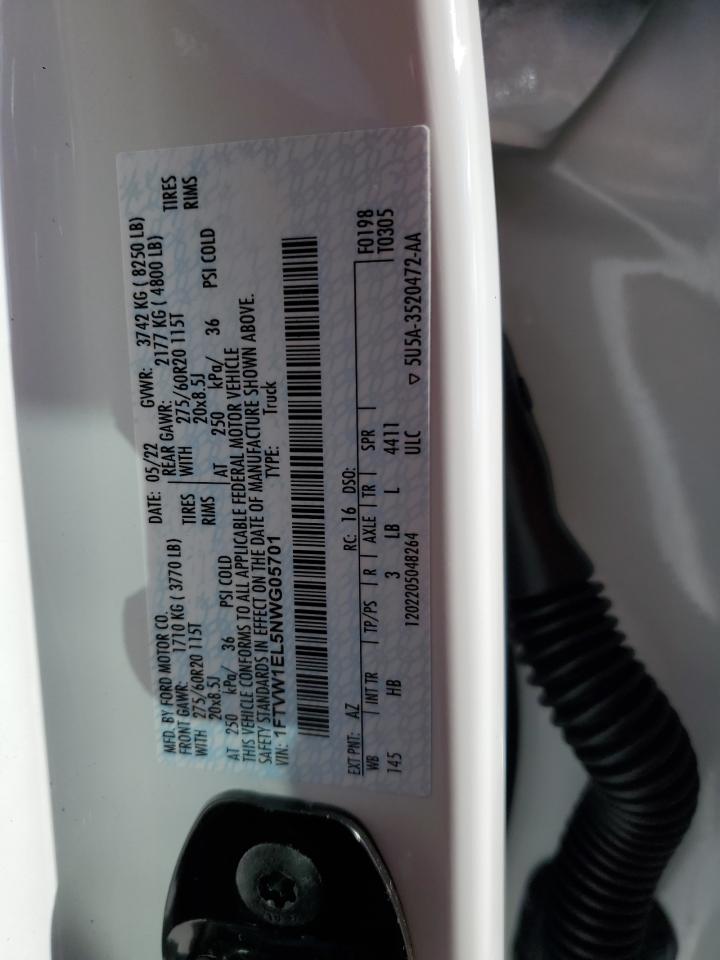 MFD. BY FORD MOTOR CO.
DATE: 05/22 GVWR: 3742 KG ( 8250 LB)
FRONT GAWR: 1710 KG ( 3770 LB) REAR GAWR: 2177 KG ( 4800 LB)
WITH 275/60R20 115T TIRES WITH 275/60R20 115T TIRES
20x8.5J RIMS 20x8.5J RIMS
AT 250 kPa/ 36 PSI COLD AT 250 kPa/ 36 PSI COLD
THIS VEHICLE CONFORMS TO ALL APPLICABLE FEDERAL MOTOR VEHICLE
SAFETY STANDARDS IN EFFECT ON THE DATE OF MANUFACTURE SHOWN ABOVE.
VIN: 1FTVW1EL5NWG05701 TYPE: Truck
EXT PNT: AZ RC: 16 DSO: F0198
WB INT TR TP/PS R AXLE TR SPR T0305
145 HB 3 LB L 4411
1202205048264 ULC ▽ 5U5A-3520472-AA